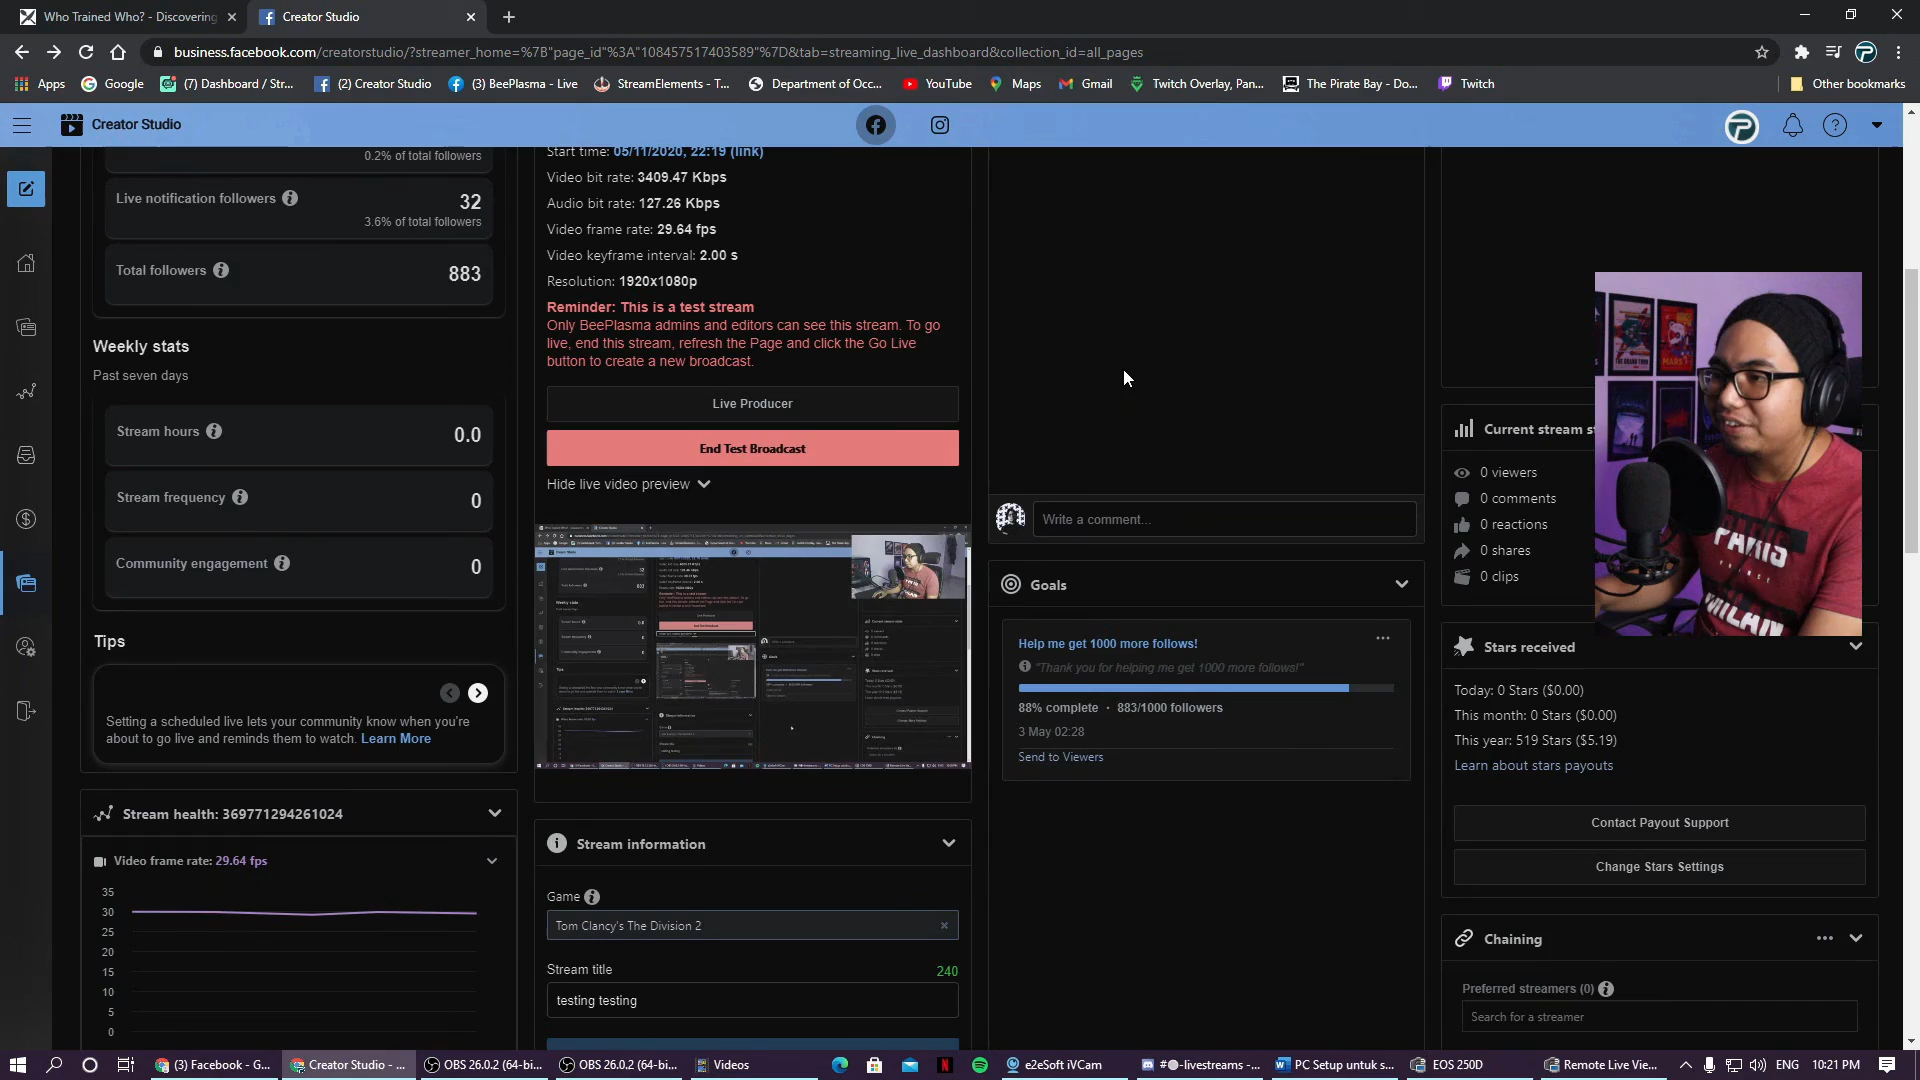 Who Trained Who? - Discovering
Creator Studio
business.facebook.com/creatorstudio/?streamer_home=%7B"page_id"%3A"108457517403589"%7D&tab=streaming_live_dashboard&collection_id=all_pages
Apps
Google
(7) Dashboard / Str...
(2) Creator Studio
(3) BeePlasma - Live
StreamElements - T...
Department of Occ...
YouTube
Maps
Gmail
Twitch Overlay, Pan...
The Pirate Bay - Do...
Twitch
Other bookmarks
Creator Studio
0.2% of total followers
Live notification followers
32
3.6% of total followers
Total followers
883
Weekly stats
Past seven days
Stream hours
0.0
Stream frequency
0
Community engagement
0
Tips
Setting a scheduled live lets your community know when you're
about to go live and reminds them to watch. Learn More
Stream health: 369771294261024
Video frame rate: 29.64 fps
35
30
25
20
15
10
5
0
Start time: 05/11/2020, 22:19 (link)
Video bit rate: 3409.47 Kbps
Audio bit rate: 127.26 Kbps
Video frame rate: 29.64 fps
Video keyframe interval: 2.00 s
Resolution: 1920x1080p
Reminder: This is a test stream
Only BeePlasma admins and editors can see this stream. To go
live, end this stream, refresh the Page and click the Go Live
button to create a new broadcast.
Live Producer
End Test Broadcast
Hide live video preview
Stream information
Game
Tom Clancy's The Division 2
Stream title
240
testing testing
Write a comment...
Goals
Help me get 1000 more follows!
"Thank you for helping me get 1000 more follows!"
88% complete · 883/1000 followers
3 May 02:28
Send to Viewers
Current stream s
0 viewers
0 comments
0 reactions
0 shares
0 clips
PARIS
FRANCE
Stars received
Today: 0 Stars ($0.00)
This month: 0 Stars ($0.00)
This year: 519 Stars ($5.19)
Learn about stars payouts
Contact Payout Support
Change Stars Settings
Chaining
Preferred streamers (0)
Search for a streamer
(3) Facebook - G...
Creator Studio - ...
OBS 26.0.2 (64-bi...
OBS 26.0.2 (64-bi...
Videos
e2eSoft iVCam
-livestreams -...
PC Setup untuk s...
EOS 250D
Remote Live Vie...
ENG
10:21 PM